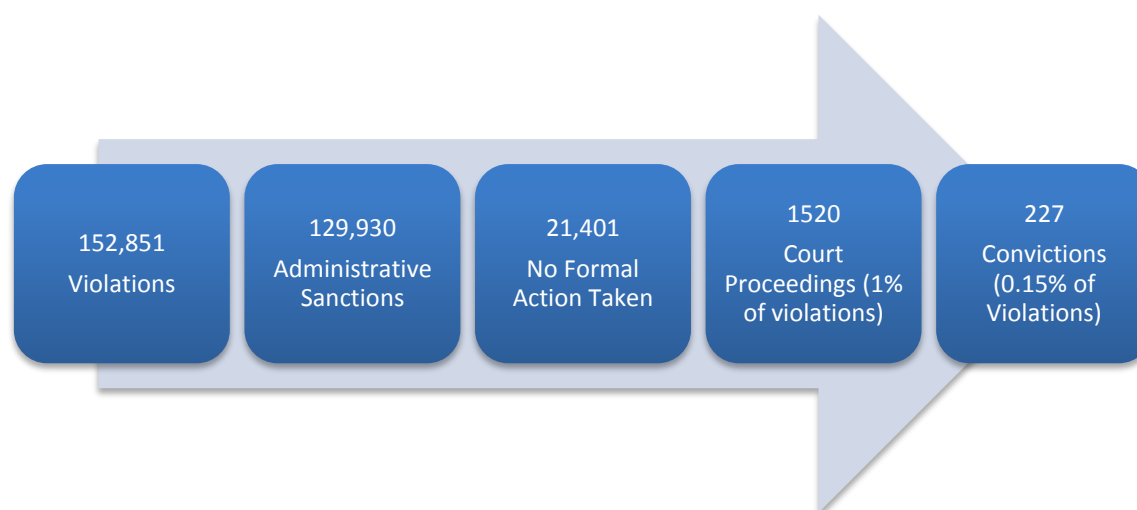 152,851
Violations
129,930
Administrative
Sanctions
21,401
No Formal
Action Taken
1520
Court
Proceedings (1%
of violations)
227
Convictions
(0.15% of
Violations)